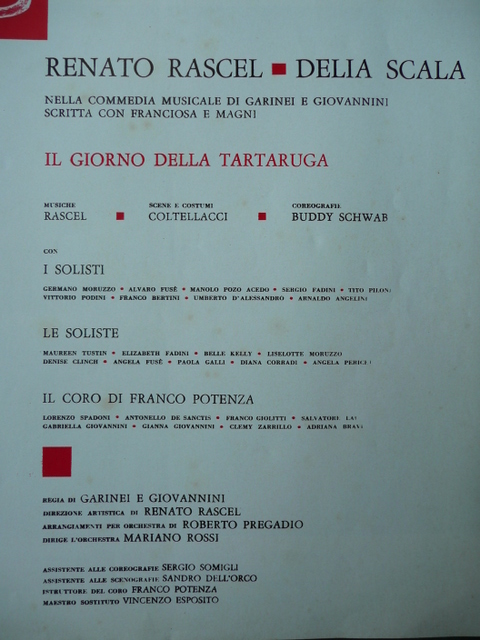 RENATO RASCEL ■ DELIA SCALA
NELLA COMMEDIA MUSICALE DI GARINEI E GIOVANNINI
SCRITTA CON FRANCIOSA E MAGNI
IL GIORNO DELLA TARTARUGA
MUSICHE SCENE E COSTUMI COREOGRAFIE
RASCEL ■ COLTELLACCI ■ BUDDY SCHWAB
CON
I SOLISTI
GERMANO MORUZZO • ALVARO FUSÈ • MANOLO POZO ACEDO • SERGIO FADINI • TITO PILONI
VITTORIO PODINI • FRANCO BERTINI • UMBERTO D'ALESSANDRO • ARNALDO ANGELINI
LE SOLISTE
MAUREEN TUSTIN • ELIZABETH FADINI • BELLE KELLY • LISELOTTE MORUZZO
DENISE CLINCH • ANGELA FUSÈ • PAOLA GALLI • DIANA CORRADI • ANGELA
IL CORO DI FRANCO POTENZA
LORENZO SPADONI • ANTONELLO DE SANCTIS • FRANCO GIOLITTI • SALVATORE
GABRIELLA GIOVANNINI • GIANNA GIOVANNINI • CLEMY ZARRILLO • ADRIANA
REGIA DI GARINEI E GIOVANNINI
DIREZIONE ARTISTICA DI RENATO RASCEL
ARRANGIAMENTI PER ORCHESTRA DI ROBERTO PREGADIO
DIRIGE L'ORCHESTRA MARIANO ROSSI
ASSISTENTE ALLE COREOGRAFIE SERGIO SOMIGLI
ASSISTENTE ALLE SCENOGRAFIE SANDRO DELL'ORCO
ISTRUTTORE DEL CORO FRANCO POTENZA
MAESTRO SOSTITUTO VINCENZO ESPOSITO